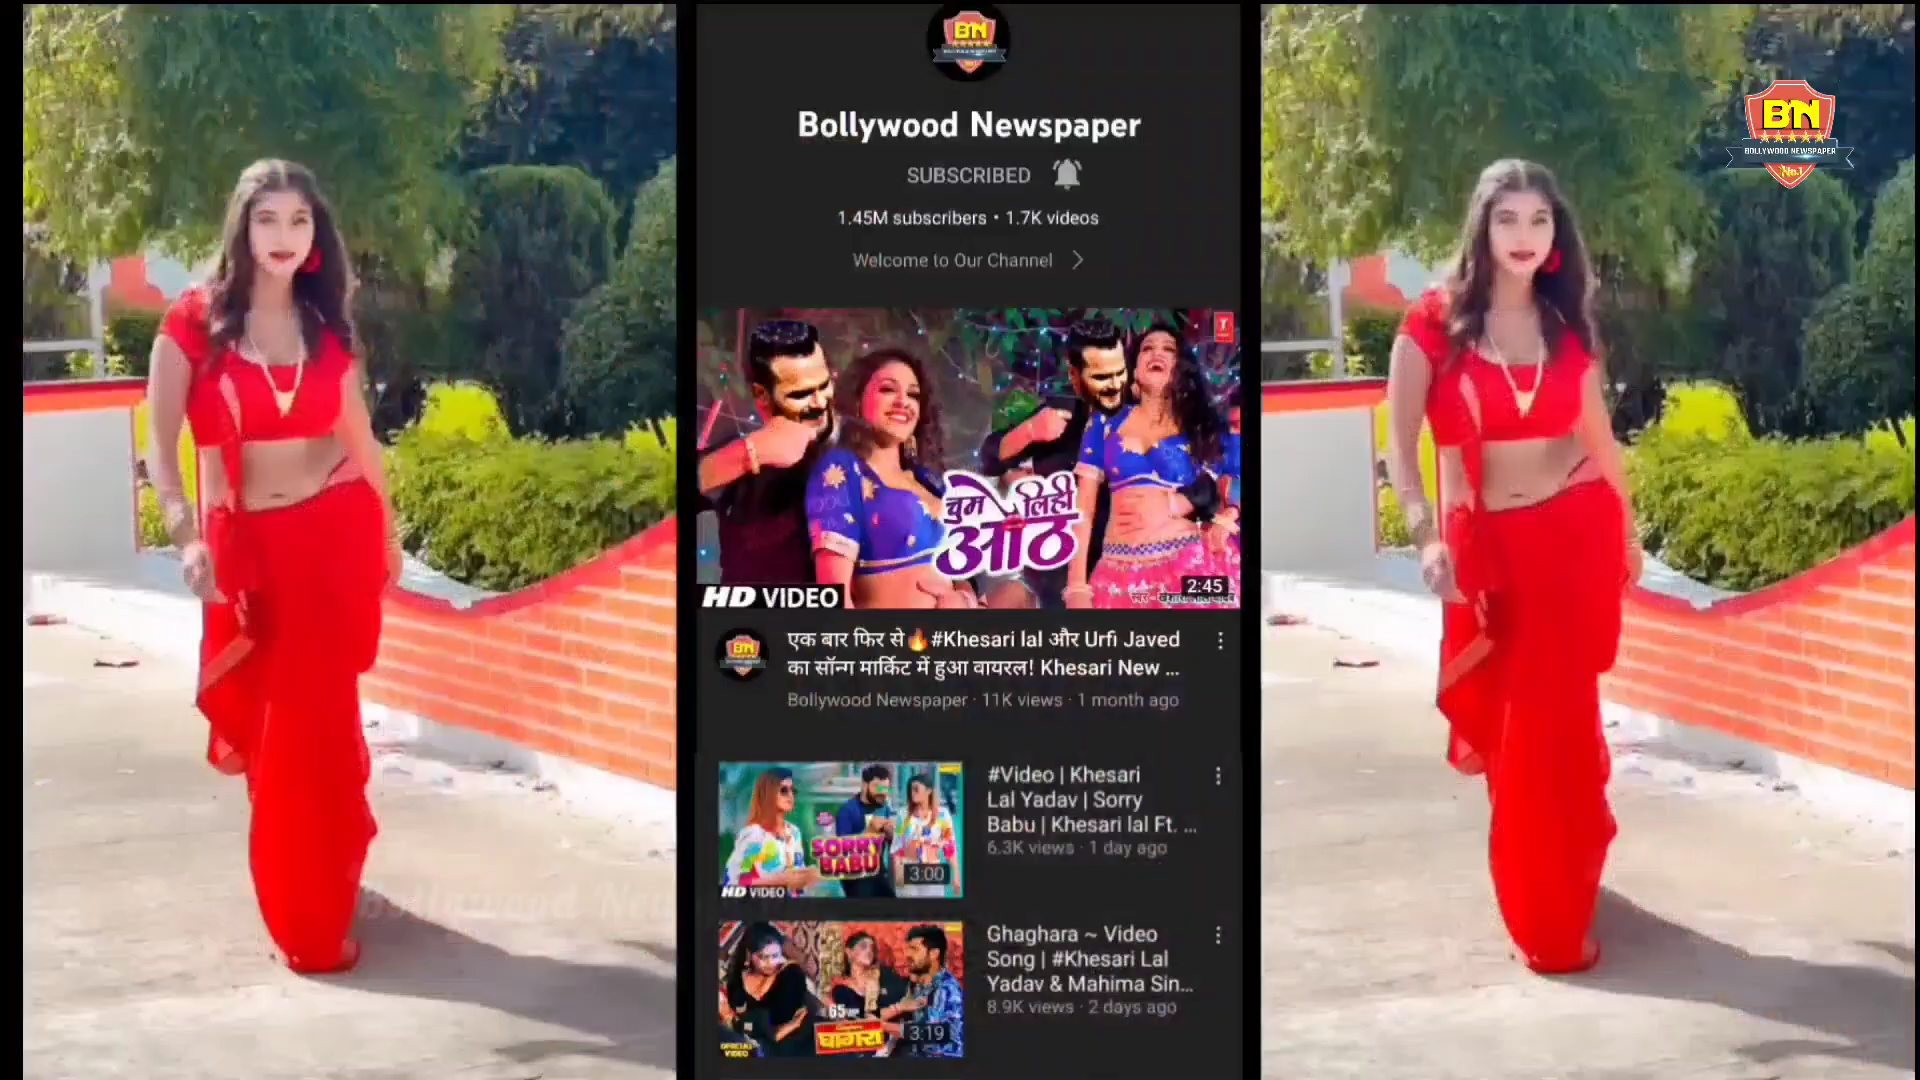 BN
Bollywood Newspaper
SUBSCRIBED
1.45M subscribers • 1.7K videos
Welcome to Our Channel
चुम्मे लिही
ओठ
HD VIDEO
2:45
एक बार फिर से🔥#Khesari lal और Urfi Javed
का सॉन्ग मार्किट में हुआ वायरल! Khesari New ...
Bollywood Newspaper · 11K views · 1 month ago
SORRY
BABU
HD VIDEO
3:00
#Video | Khesari
Lal Yadav | Sorry
Babu | Khesari lal Ft. ...
6.3K views · 1 day ago
घागरा
OFFICIAL
VIDEO
3:19
Ghaghara ~ Video
Song | #Khesari Lal
Yadav & Mahima Sin...
8.9K views · 2 days ago
BN
BOLLYWOOD NEWSPAPER
No.1
Bollywood New